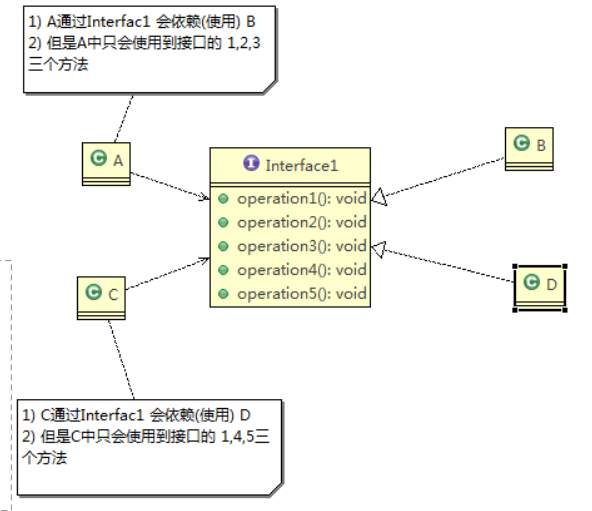 1) A通过Interfac1 会依赖(使用) B
2) 但是A中只会使用到接口的 1,2,3
三个方法
C A
I Interface1
C B
operation1(): void
operation2(): void
operation3(): void
operation4(): void
operation5(): void
C D
C C
1) C通过Interfac1 会依赖(使用) D
2) 但是C中只会使用到接口的 1,4,5三
个方法